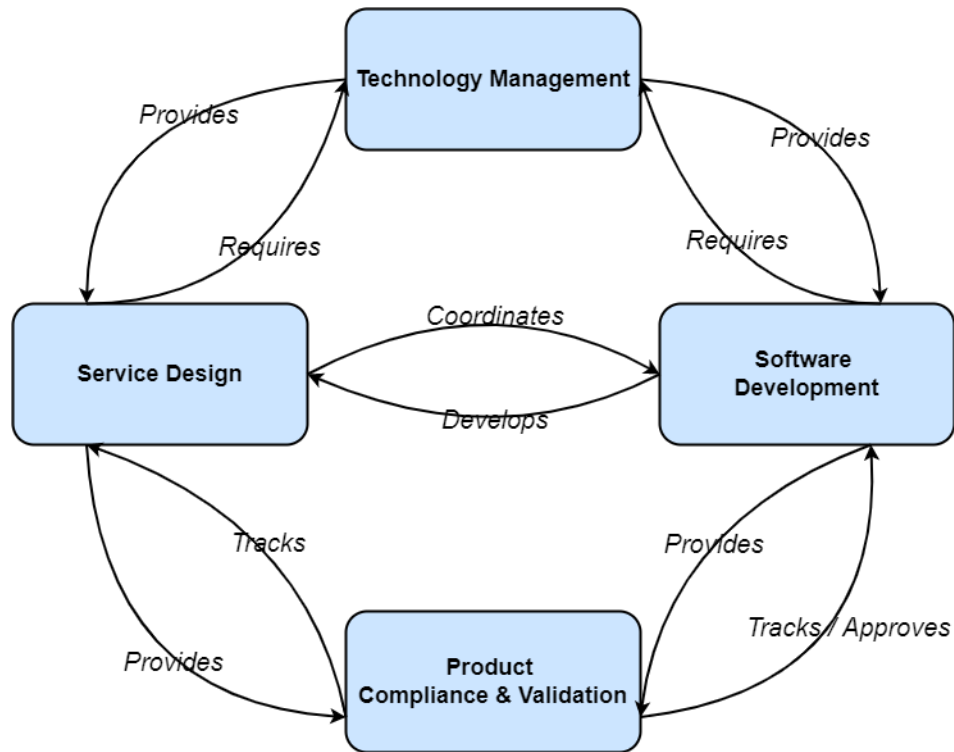 Technology Management
Provides
Provides
Requires
Requires
Coordinates
Service Design
Software
Development
Develops
Tracks
Provides
Tracks / Approves
Provides
Product
Compliance & Validation